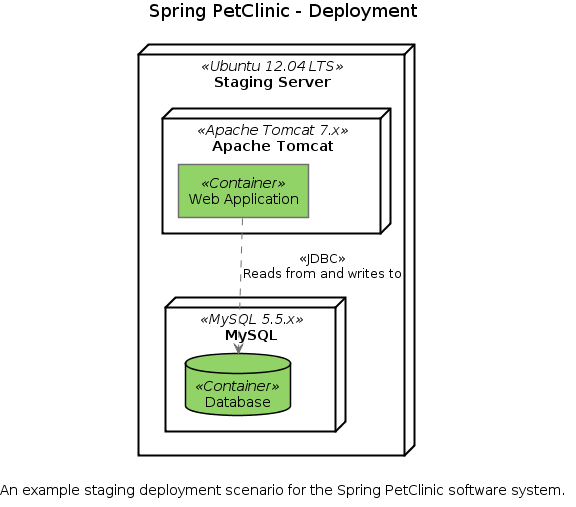 Spring PetClinic - Deployment
«Ubuntu 12.04 LTS»
Staging Server
«Apache Tomcat 7.x»
Apache Tomcat
«Container»
Web Application
«JDBC»
Reads from and writes to
«MySQL 5.5.x»
MySQL
«Container»
Database
An example staging deployment scenario for the Spring PetClinic software system.